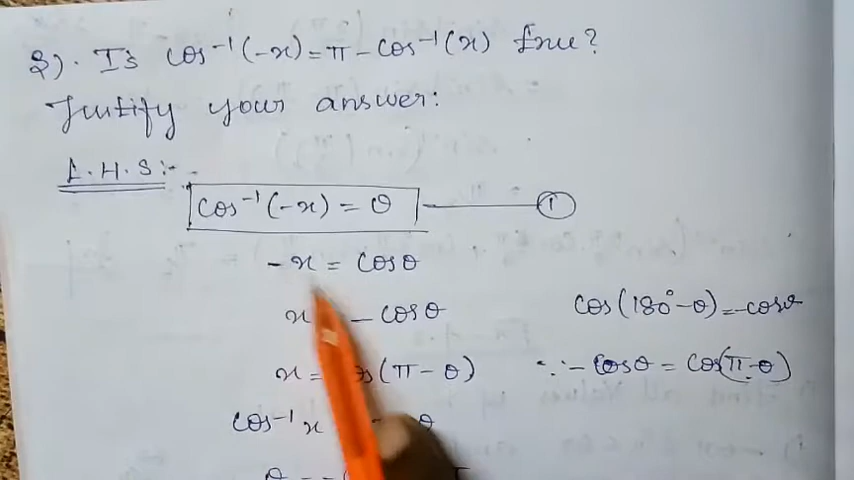 Q). Is cos⁻¹(-x) = π - cos⁻¹(x) true?
Justify your answer:
L.H.S :-
cos⁻¹(-x) = θ ①
-x = cosθ
x - cosθ cos(180° - θ) = -cosθ
x = (π - θ) ∵ -cosθ = cos(π - θ)
cos⁻¹x θ
θ